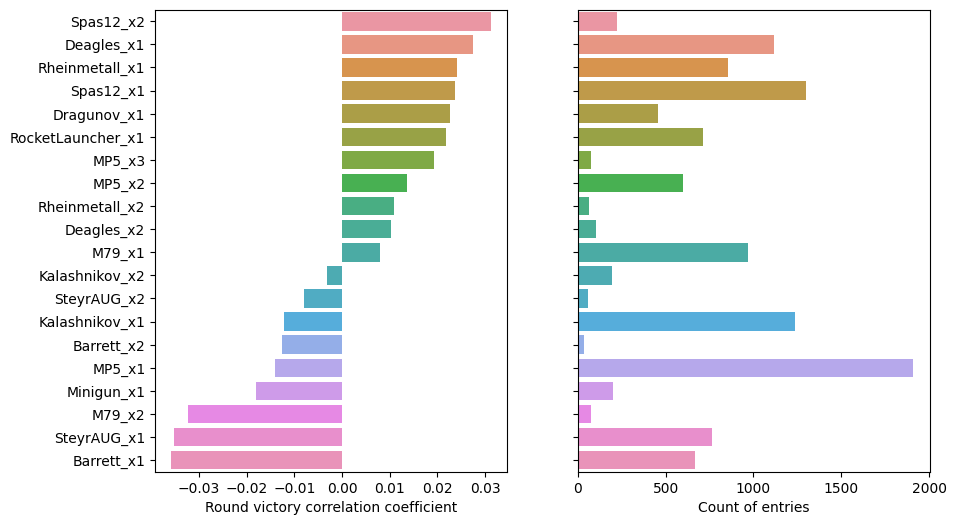 Spas12_x2
Deagles_x1
Rheinmetall_x1
Spas12_x1
Dragunov_x1
RocketLauncher_x1
MP5_x3
MP5_x2
Rheinmetall_x2
Deagles_x2
M79_x1
Kalashnikov_x2
SteyrAUG_x2
Kalashnikov_x1
Barrett_x2
MP5_x1
Minigun_x1
M79_x2
SteyrAUG_x1
Barrett_x1
−0.03 −0.02 −0.01 0.00 0.01 0.02 0.03
Round victory correlation coefficient
0 500 1000 1500 2000
Count of entries